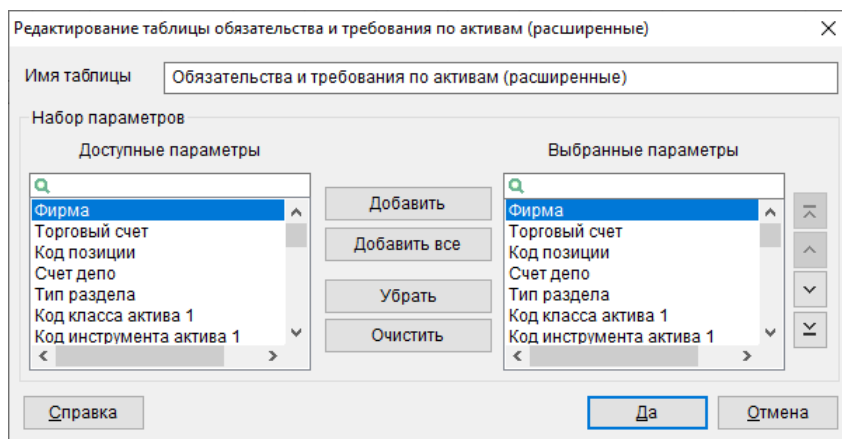 Редактирование таблицы обязательства и требования по активам (расширенные)
Имя таблицы
Обязательства и требования по активам (расширенные)
Набор параметров
Доступные параметры
Выбранные параметры
Фирма
Торговый счет
Код позиции
Счет депо
Тип раздела
Код класса актива 1
Код инструмента актива 1
Добавить
Добавить все
Убрать
Очистить
Фирма
Торговый счет
Код позиции
Счет депо
Тип раздела
Код класса актива 1
Код инструмента актива 1
Справка
Да
Отмена